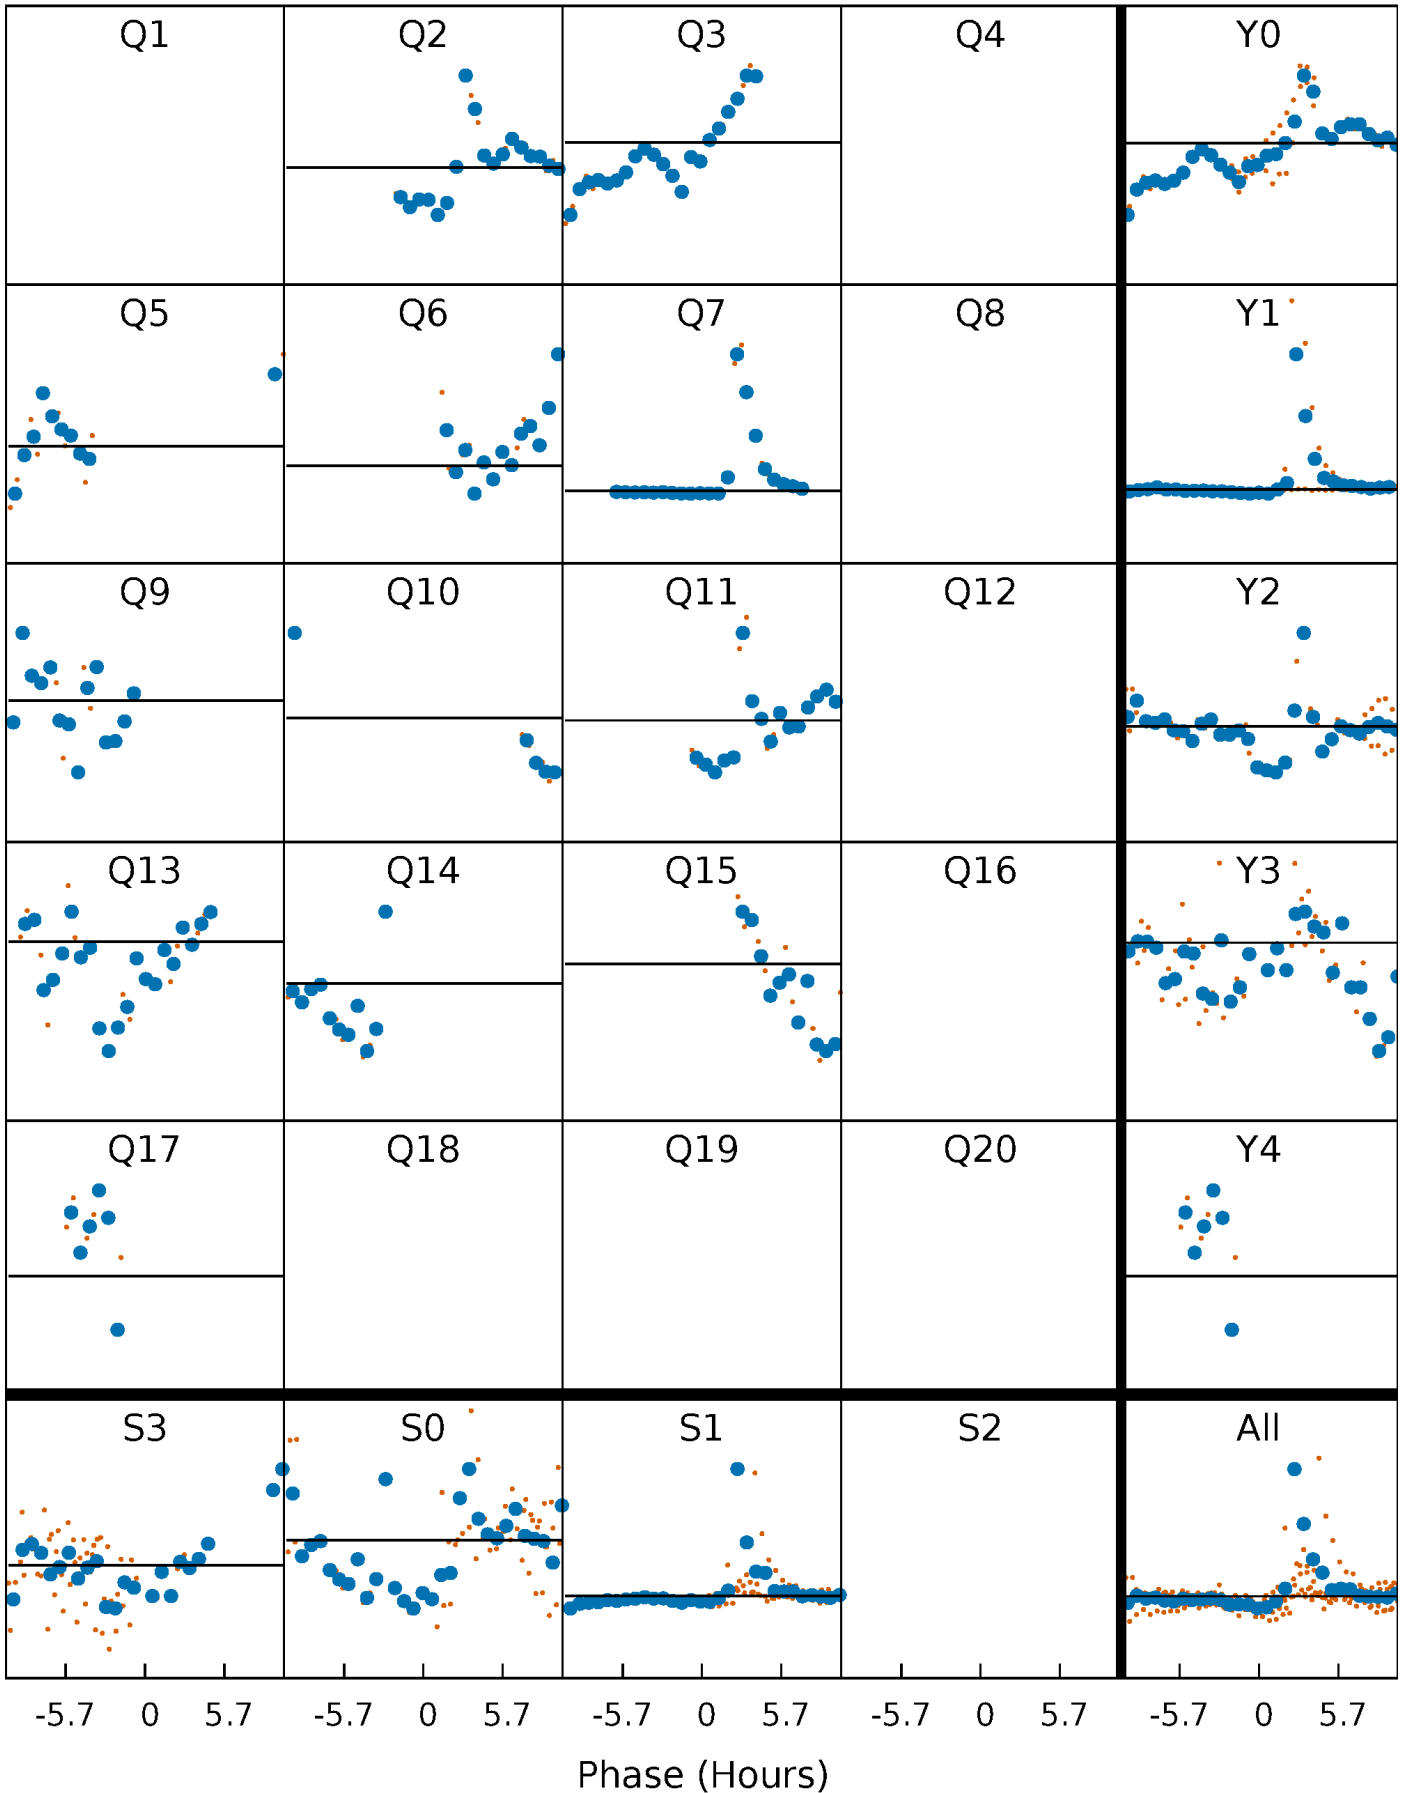 Q1 Q2 Q3 Q4 Y0
Q5 Q6 Q7 Q8 Y1
Q9 Q10 Q11 Q12 Y2
Q13 Q14 Q15 Q16 Y3
Q17 Q18 Q19 Q20 Y4
S3 S0 S1 S2 All
-5.7 0 5.7 -5.7 0 5.7 -5.7 0 5.7 -5.7 0 5.7 -5.7 0 5.7
Phase (Hours)